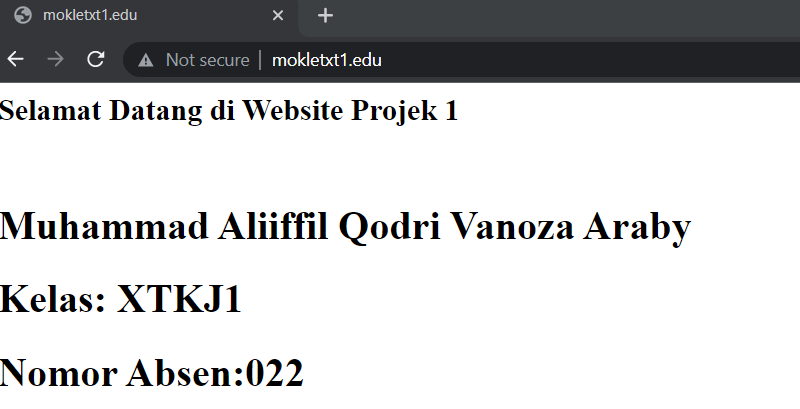 mokletxt1.edu
Not secure | mokletxt1.edu
Selamat Datang di Website Projek 1
Muhammad Aliiffil Qodri Vanoza Araby
Kelas: XTKJ1
Nomor Absen:022